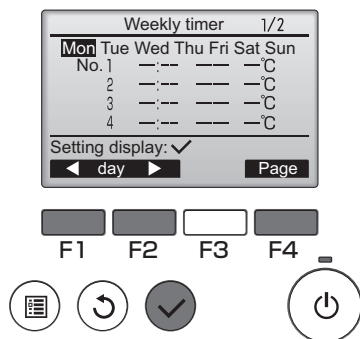 Weekly timer 1/2
Mon Tue Wed Thu Fri Sat Sun
No. 1 –:-- –– –℃
2 –:-- –– –℃
3 –:-- –– –℃
4 –:-- –– –℃
Setting display: ✓
◀ day ▶ Page
F1 F2 F3 F4